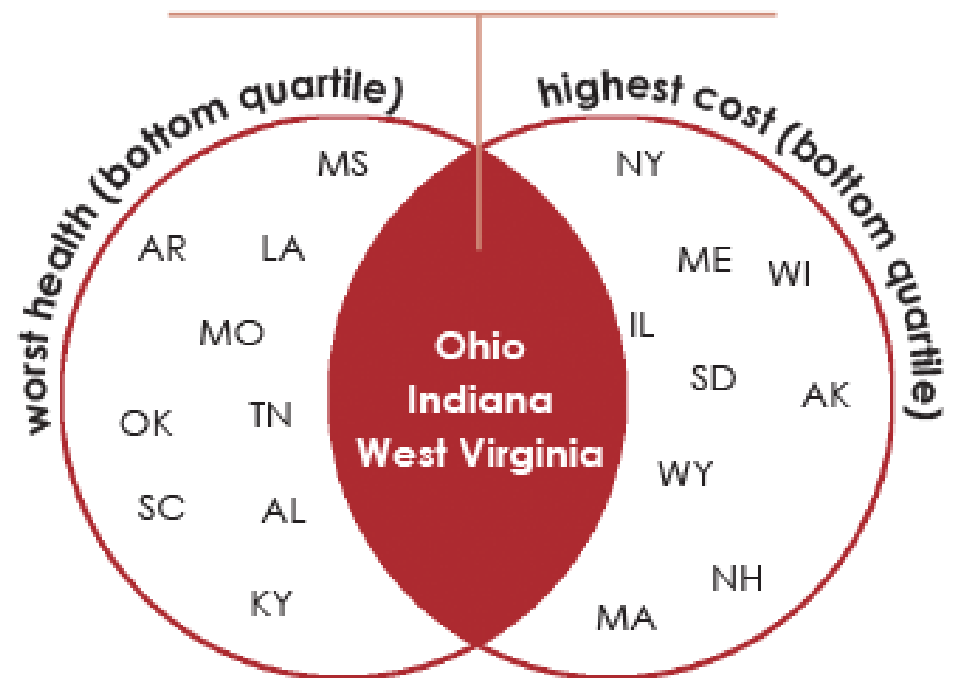 worst health (bottom quartile)
highest cost (bottom quartile)
MS
AR
LA
MO
OK
TN
SC
AL
KY
Ohio
Indiana
West Virginia
NY
ME
WI
IL
SD
AK
WY
NH
MA